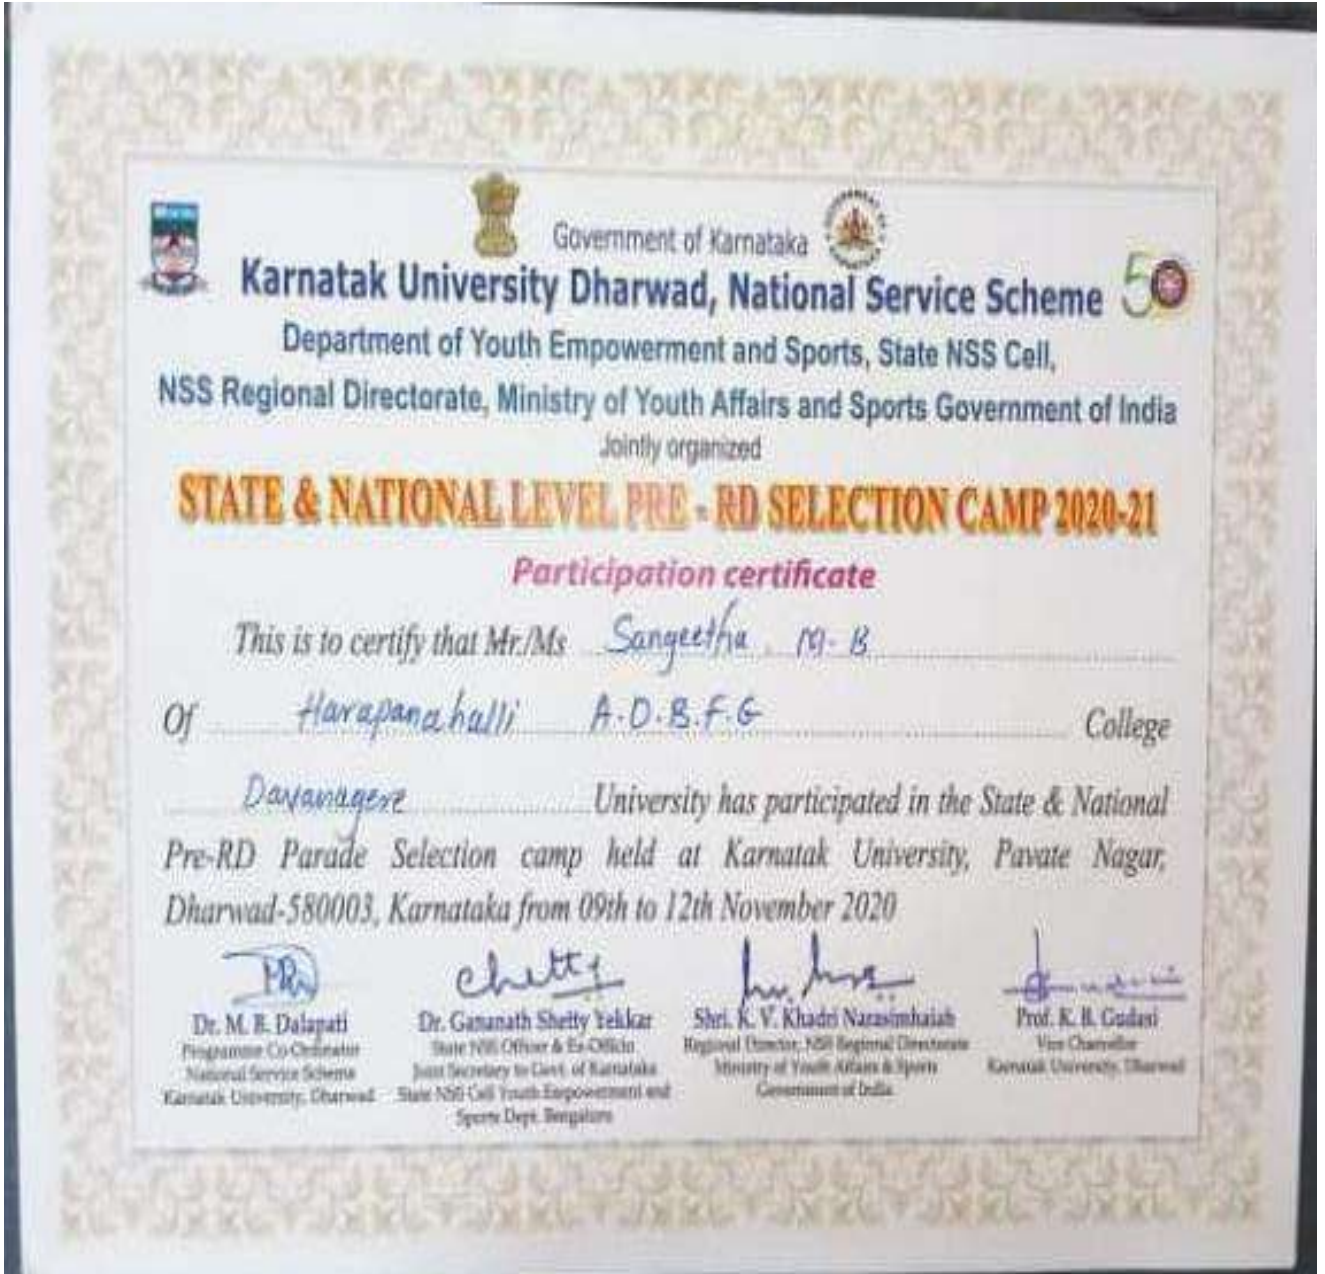 Government of Karnataka
Karnatak University Dharwad, National Service Scheme
50
Department of Youth Empowerment and Sports, State NSS Cell,
NSS Regional Directorate, Ministry of Youth Affairs and Sports Government of India
Jointly organized
STATE & NATIONAL LEVEL PRE - RD SELECTION CAMP 2020-21
Participation certificate
This is to certify that Mr./Ms Sangeetha . M. B
Of Harapanahalli A.D.B.F.G College
Davanagere University has participated in the State & National
Pre-RD Parade Selection camp held at Karnatak University, Pavate Nagar,
Dharwad-580003, Karnataka from 09th to 12th November 2020
Dr. M. B. Dalapati
Programme Co-Ordinator
National Service Scheme
Karnatak University, Dharwad
Dr. Gananath Shetty Yekkar
State NSS Officer & Ex-Officio
Joint Secretary to Govt. of Karnataka
State NSS Cell Youth Empowerment and
Sports Dept. Bengaluru
Shri. K. V. Khadri Narasimhaiah
Regional Director, NSS Regional Directorate
Ministry of Youth Affairs & Sports
Government of India
Prof. K. B. Gudasi
Vice Chancellor
Karnatak University, Dharwad